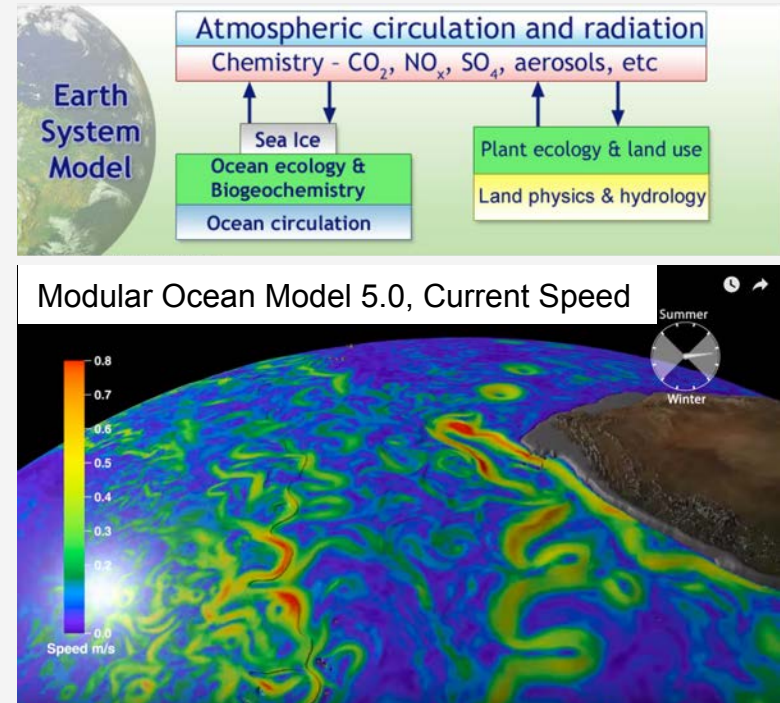 Atmospheric circulation and radiation
Chemistry - CO₂, NOₓ, SO₄, aerosols, etc
Earth
System
Model
Sea Ice
Ocean ecology &
Biogeochemistry
Ocean circulation
Plant ecology & land use
Land physics & hydrology
Modular Ocean Model 5.0, Current Speed
Summer
Winter
0.8
0.7
0.6
0.5
0.4
0.3
0.2
0.0
Speed m/s